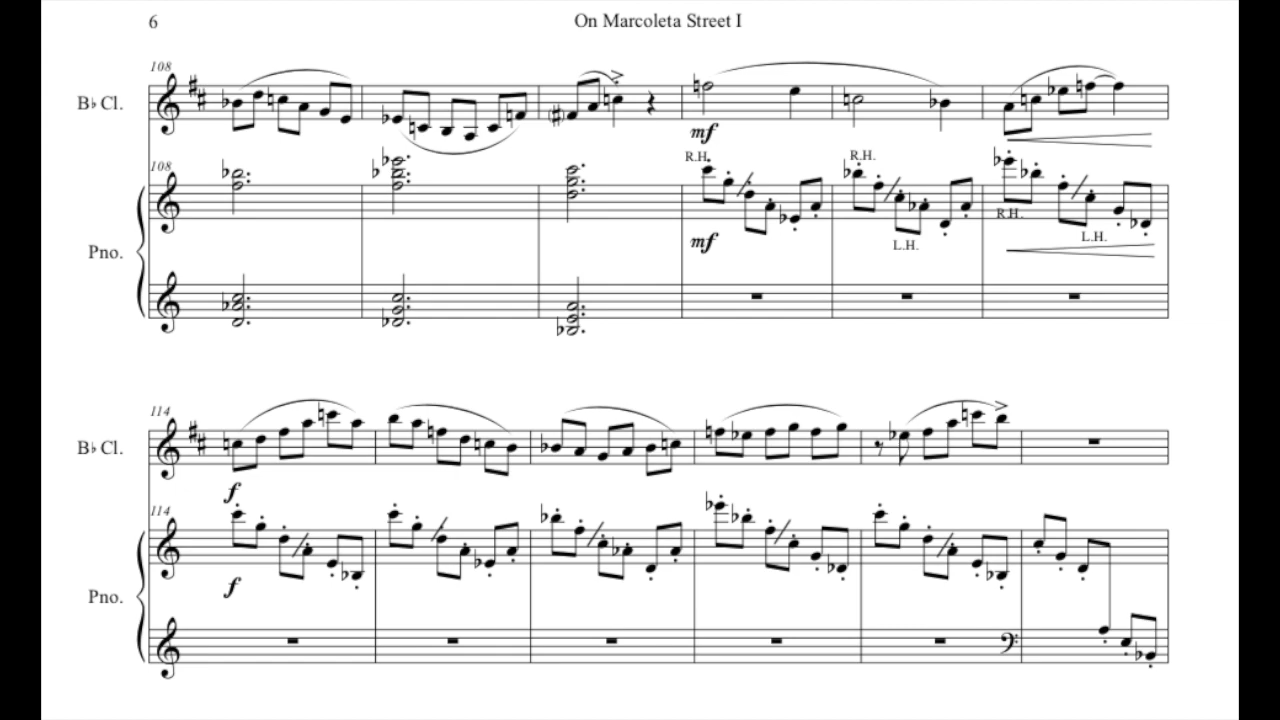 6
On Marcoleta Street I
108
B♭ Cl.
mf
108
R.H.
R.H.
R.H.
Pno.
mf
L.H.
L.H.
114
B♭ Cl.
f
114
Pno.
f